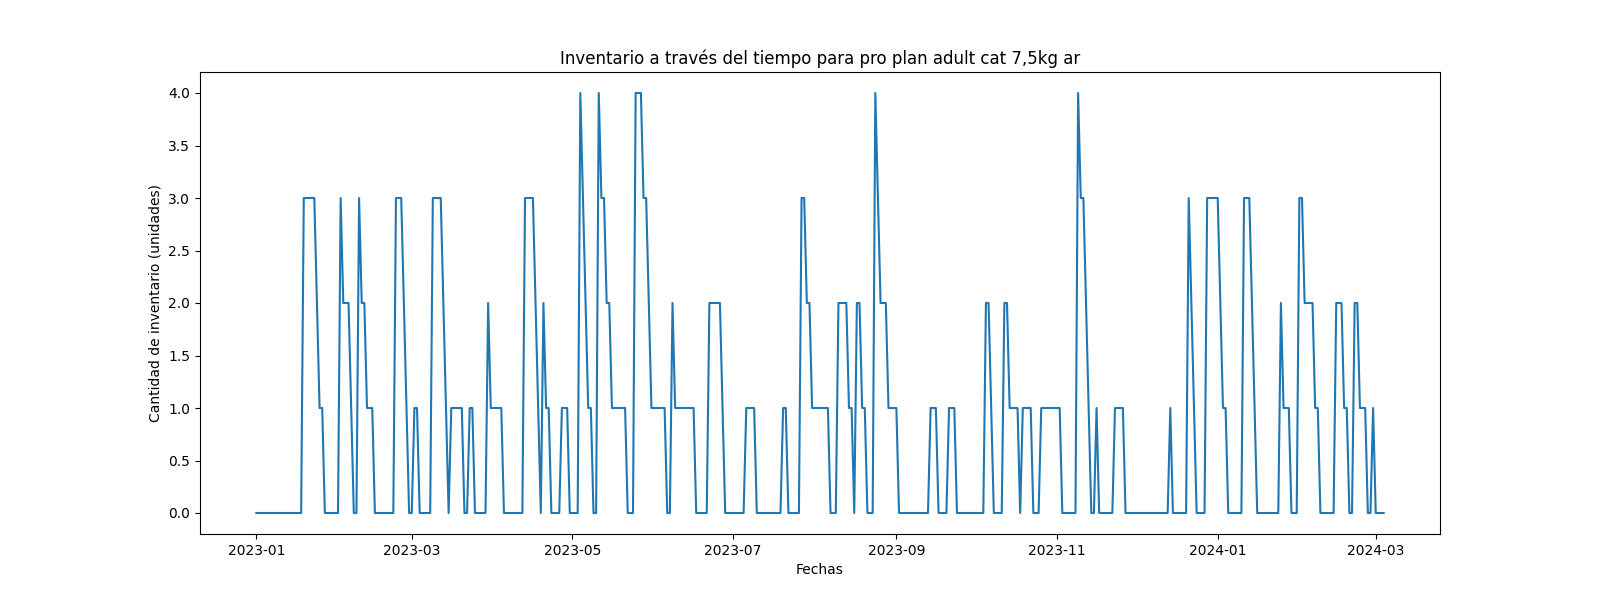 Inventario a través del tiempo para pro plan adult cat 7,5kg ar
Cantidad de inventario (unidades)
4.0
3.5
3.0
2.5
2.0
1.5
1.0
0.5
0.0
2023-01 2023-03 2023-05 2023-07 2023-09 2023-11 2024-01 2024-03
Fechas